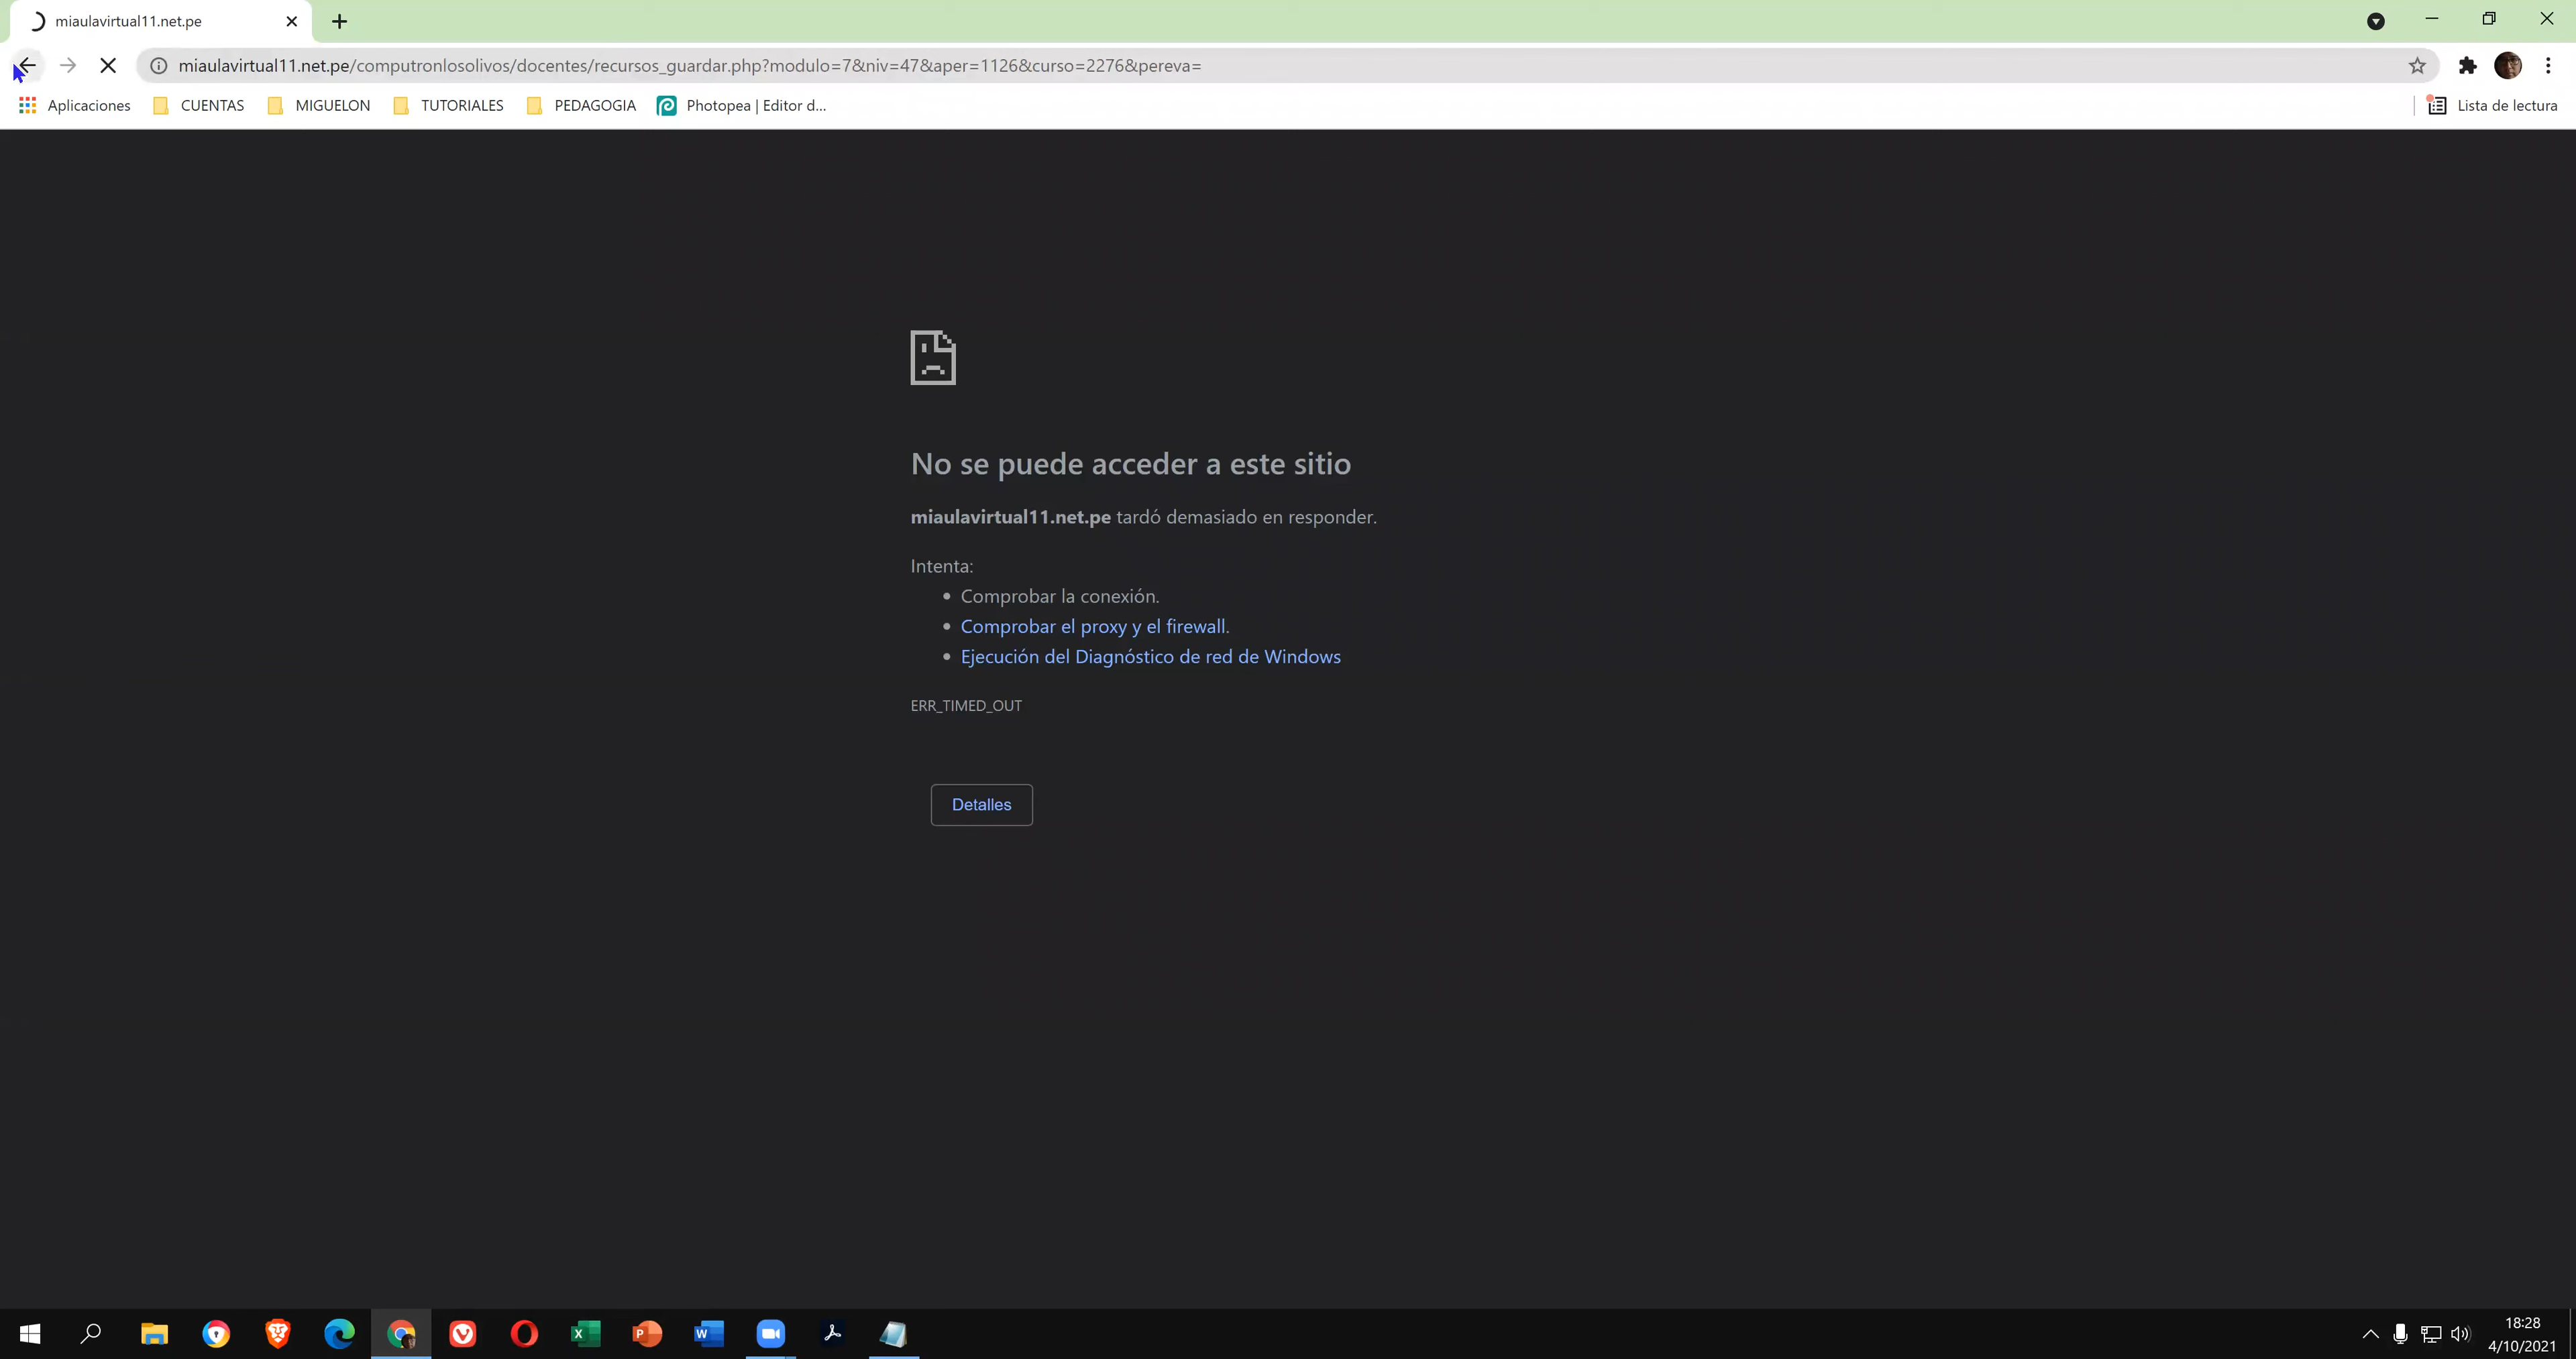 miaulavirtual11.net.pe
miaulavirtual11.net.pe/computronlosolivos/docentes/recursos_guardar.php?modulo=7&niv=47&aper=1126&curso=2276&pereva=
Aplicaciones CUENTAS MIGUELON TUTORIALES PEDAGOGIA Photopea | Editor d... Lista de lectura
No se puede acceder a este sitio
miaulavirtual11.net.pe tardó demasiado en responder.
Intenta:
Comprobar la conexión.
Comprobar el proxy y el firewall.
Ejecución del Diagnóstico de red de Windows
ERR_TIMED_OUT
Detalles
18:28
4/10/2021